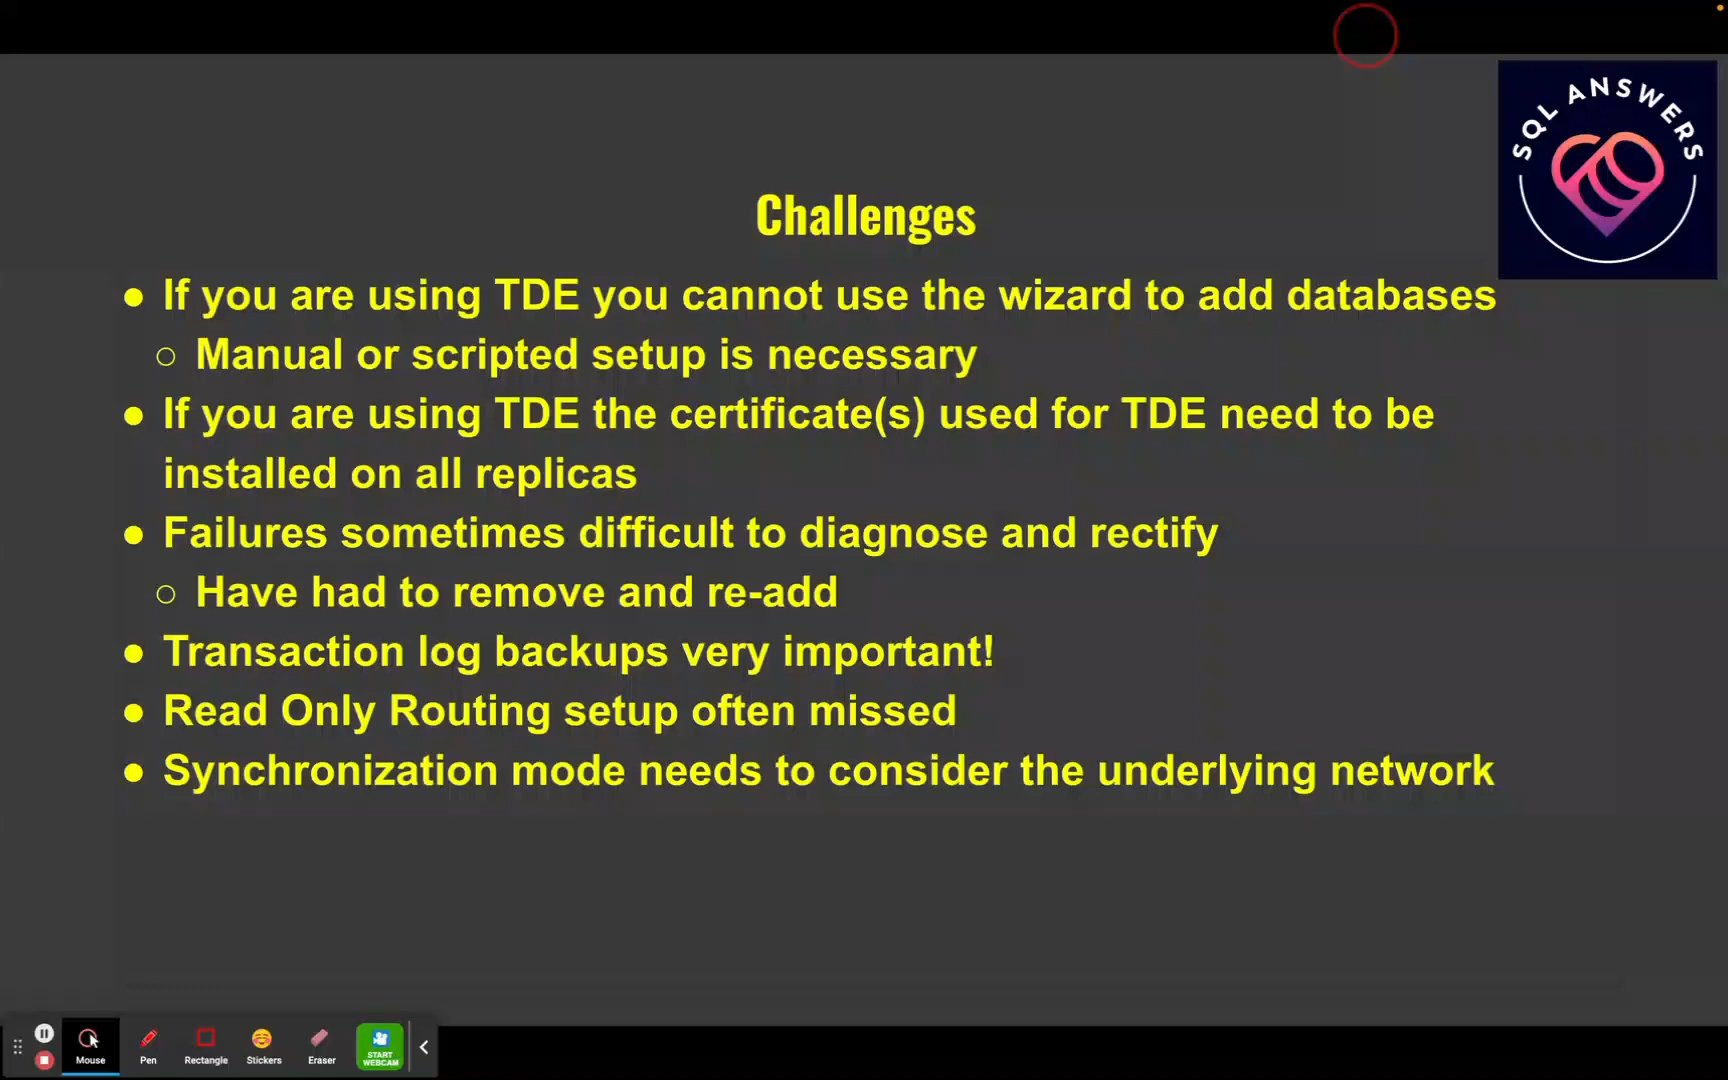 SQL ANSWERS
Challenges
● If you are using TDE you cannot use the wizard to add databases
○ Manual or scripted setup is necessary
● If you are using TDE the certificate(s) used for TDE need to be
installed on all replicas
● Failures sometimes difficult to diagnose and rectify
○ Have had to remove and re-add
● Transaction log backups very important!
● Read Only Routing setup often missed
● Synchronization mode needs to consider the underlying network
Mouse
Pen
Rectangle
Stickers
Eraser
START
WEBCAM